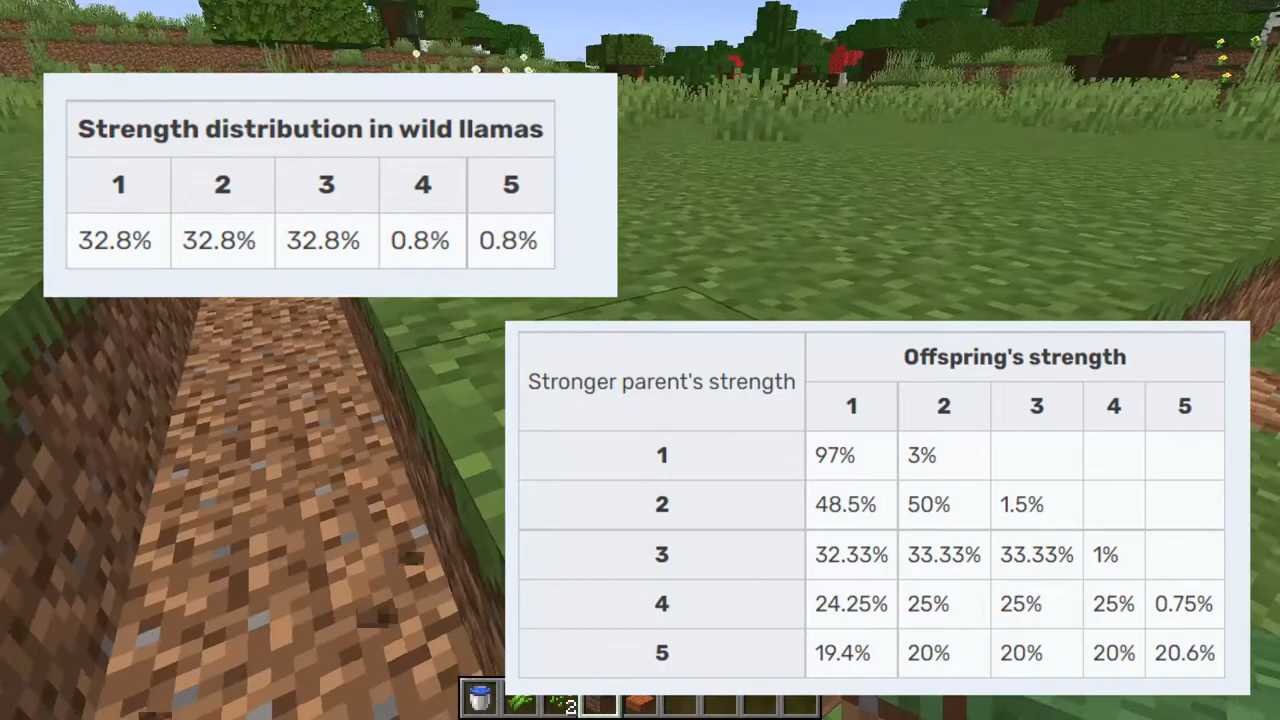 Strength distribution in wild llamas
1 2 3 4 5
32.8% 32.8% 32.8% 0.8% 0.8%
Stronger parent's strength
Offspring's strength
1 2 3 4 5
1 97% 3%
2 48.5% 50% 1.5%
3 32.33% 33.33% 33.33% 1%
4 24.25% 25% 25% 25% 0.75%
5 19.4% 20% 20% 20% 20.6%
2